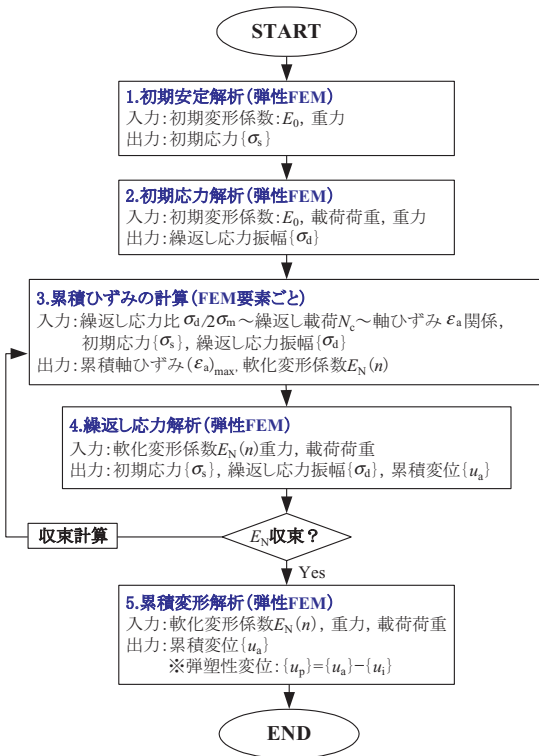 START
1.初期安定解析(弾性FEM)
入力:初期変形係数:E₀, 重力
出力:初期応力{σₛ}
2.初期応力解析(弾性FEM)
入力:初期変形係数:E₀, 載荷荷重, 重力
出力:繰返し応力振幅{σd}
3.累積ひずみの計算(FEM要素ごと)
入力:繰返し応力比 σd/2σm～繰返し載荷Nc～軸ひずみ εa関係,
初期応力{σs}, 繰返し応力振幅{σd}
出力:累積軸ひずみ(εa)max, 軟化変形係数EN(n)
4.繰返し応力解析(弾性FEM)
入力:軟化変形係数EN(n)重力, 載荷荷重
出力:初期応力{σs}, 繰返し応力振幅{σd}, 累積変位{ua}
収束計算
EN収束？
Yes
5.累積変形解析(弾性FEM)
入力:軟化変形係数EN(n), 重力, 載荷荷重
出力:累積変位{ua}
※弾塑性変位:{up}={ua}−{ui}
END